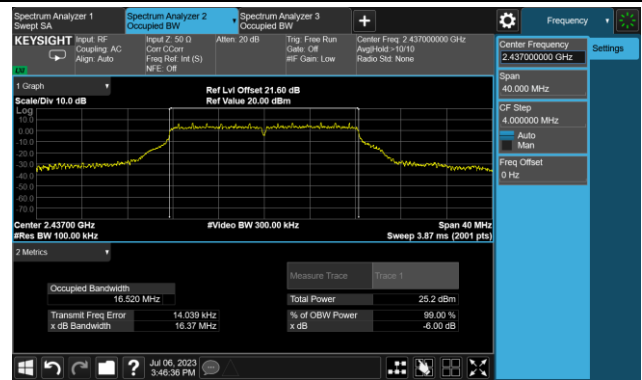 Spectrum Analyzer 1
Swept SA
Spectrum Analyzer 2
Occupied BW
Spectrum Analyzer 3
Occupied BW
+
Frequency
KEYSIGHT
Input: RF
Coupling: AC
Align: Auto
Input Z: 50 Ω
Corr CCorr
Freq Ref: Int (S)
NFE: Off
Atten: 20 dB
Trig: Free Run
Gate: Off
#IF Gain: Low
Center Freq: 2.437000000 GHz
Avg|Hold:>10/10
Radio Std: None
Center Frequency
2.437000000 GHz
Settings
Span
40.000 MHz
CF Step
4.000000 MHz
Auto
Man
Freq Offset
0 Hz
1 Graph
Ref Lvl Offset 21.60 dB
Scale/Div 10.0 dB
Ref Value 20.00 dBm
Log
10.0
0.00
-10.0
-20.0
-30.0
-40.0
-50.0
-60.0
-70.0
Center 2.43700 GHz
#Video BW 300.00 kHz
Span 40 MHz
#Res BW 100.00 kHz
Sweep 3.87 ms (2001 pts)
2 Metrics
Measure Trace
Trace 1
Occupied Bandwidth
16.520 MHz
Total Power
25.2 dBm
Transmit Freq Error
14.039 kHz
% of OBW Power
99.00 %
x dB Bandwidth
16.37 MHz
x dB
-6.00 dB
?
Jul 06, 2023
3:46:36 PM